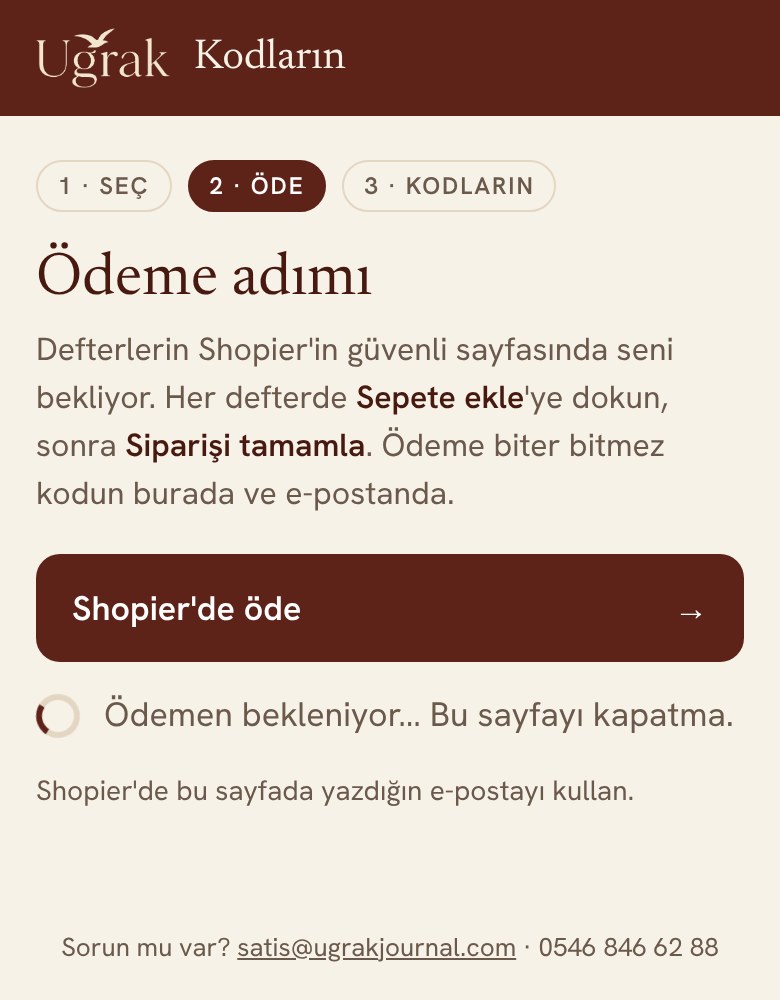 Uğrak Kodların
1 · SEÇ 2 · ÖDE 3 · KODLARIN
Ödeme adımı
Defterlerin Shopier'in güvenli sayfasında seni
bekliyor. Her defterde Sepete ekle'ye dokun,
sonra Siparişi tamamla. Ödeme biter bitmez
kodun burada ve e-postanda.
Shopier'de öde →
Ödemen bekleniyor... Bu sayfayı kapatma.
Shopier'de bu sayfada yazdığın e-postayı kullan.
Sorun mu var? satis@ugrakjournal.com · 0546 846 62 88